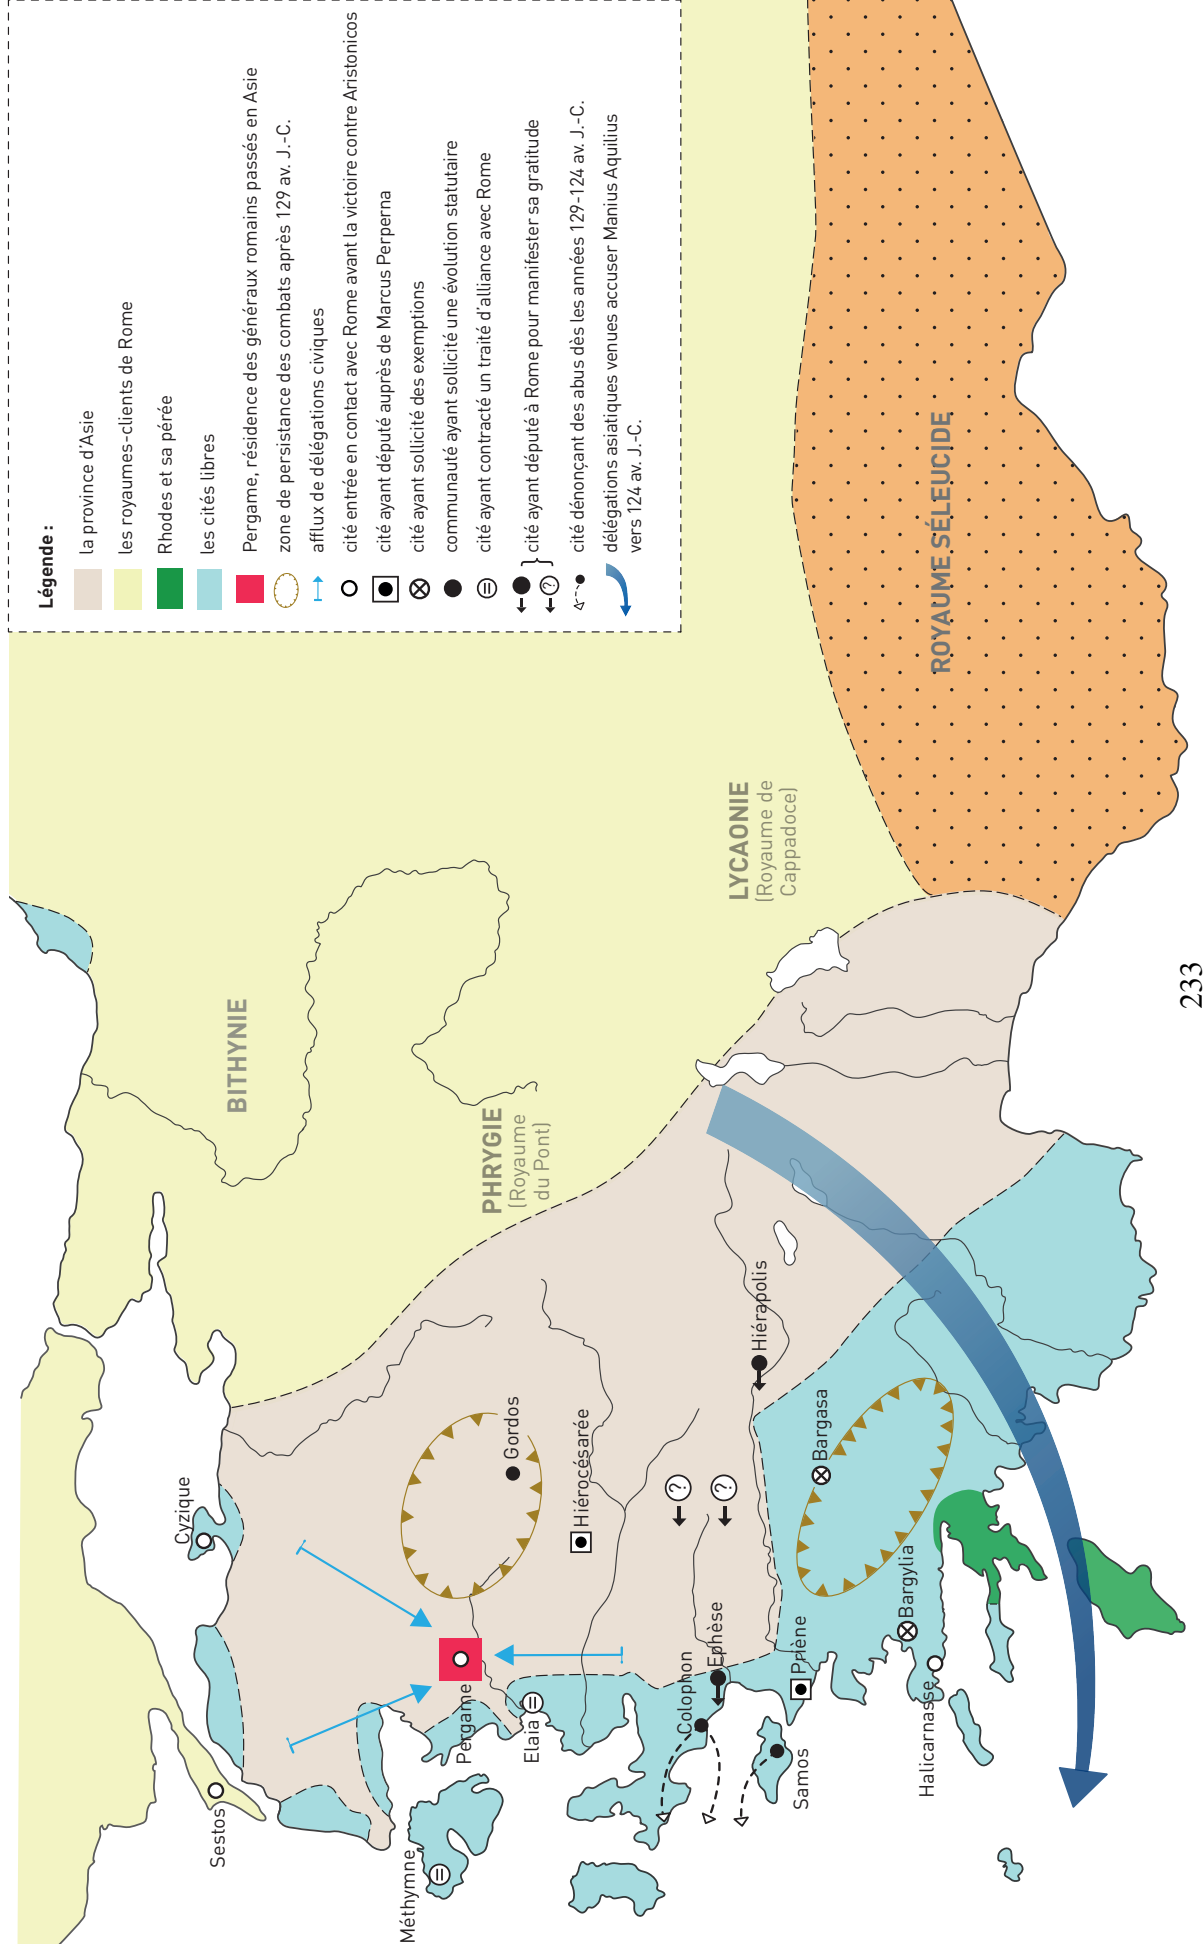 Légende :
la province d'Asie
les royaumes-clients de Rome
Rhodes et sa pérée
les cités libres
Pergame, résidence des généraux romains passés en Asie
zone de persistance des combats après 129 av. J.-C.
afflux de délégations civiques
cité entrée en contact avec Rome avant la victoire contre Aristonicos
cité ayant député auprès de Marcus Perperna
cité ayant sollicité des exemptions
communauté ayant sollicité une évolution statutaire
cité ayant contracté un traité d'alliance avec Rome
?
cité ayant député à Rome pour manifester sa gratitude
cité dénonçant des abus dès les années 129-124 av. J.-C.
délégations asiatiques venues accuser Manius Aquilius
vers 124 av. J.-C.
BITHYNIE
PHRYGIE
(Royaume
du Pont)
LYCAONIE
(Royaume de
Cappadoce)
ROYAUME SÉLEUCIDE
Cyzique
Sestos
Méthymne
Pergame
Elaia
Gordos
Hiérocésarée
?
?
Colophon
Ephèse
Hiérapolis
Samos
Priène
Bargasa
Bargylia
Halicarnasse
233